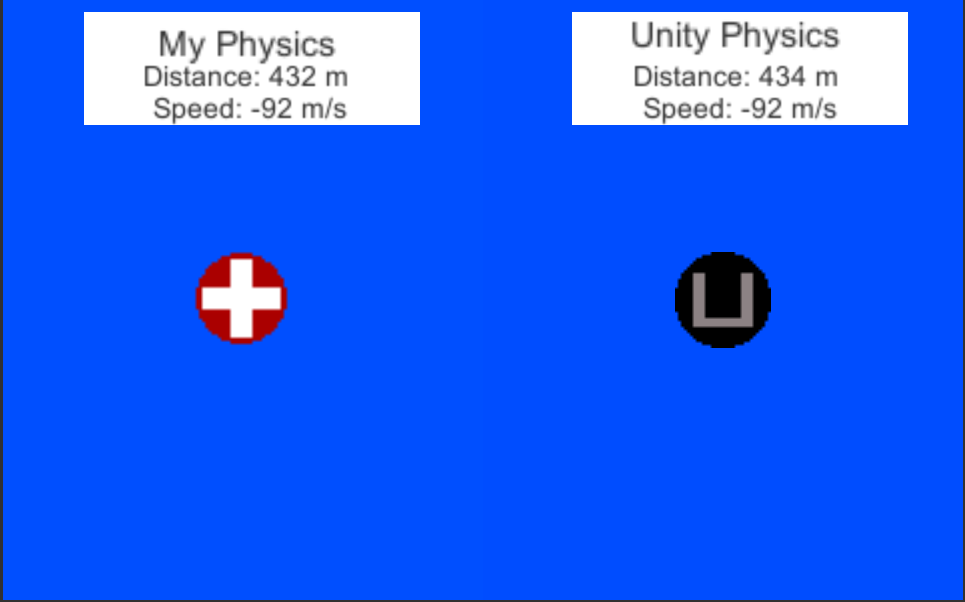 My Physics
Distance: 432 m
Speed: -92 m/s
Unity Physics
Distance: 434 m
Speed: -92 m/s
U